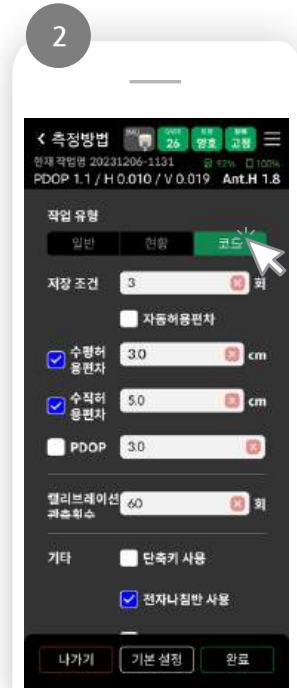 2
측정방법 26 양호 고정
현재 작업명 20231206-1131 92% 100%
PDOP 1.1 / H 0.010 / V 0.019 Ant.H 1.8
작업 유형
일반 현황 코드
저장 조건 3 회
자동허용편차
수평허용편차 3.0 cm
수직허용편차 5.0 cm
PDOP 3.0
캘리브레이션 관측횟수 60 회
기타 단축키 사용
전자나침반 사용
나가기 기본 설정 완료